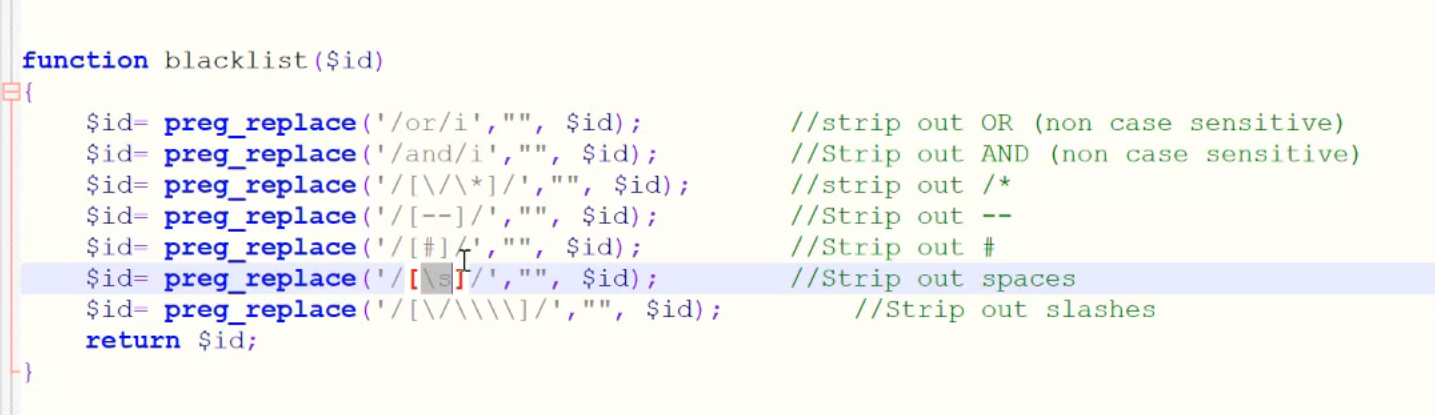 function blacklist($id)
{
    $id= preg_replace('/or/i',"", $id);         //strip out OR (non case sensitive)
    $id= preg_replace('/and/i',"", $id);        //Strip out AND (non case sensitive)
    $id= preg_replace('/[\/\*]/',"", $id);      //strip out /*
    $id= preg_replace('/[--]/',"", $id);        //Strip out --
    $id= preg_replace('/[#]/',"", $id);         //Strip out #
    $id= preg_replace('/[\s]/',"", $id);        //Strip out spaces
    $id= preg_replace('/[\/\\\\]/',"", $id);        //Strip out slashes
    return $id;
}